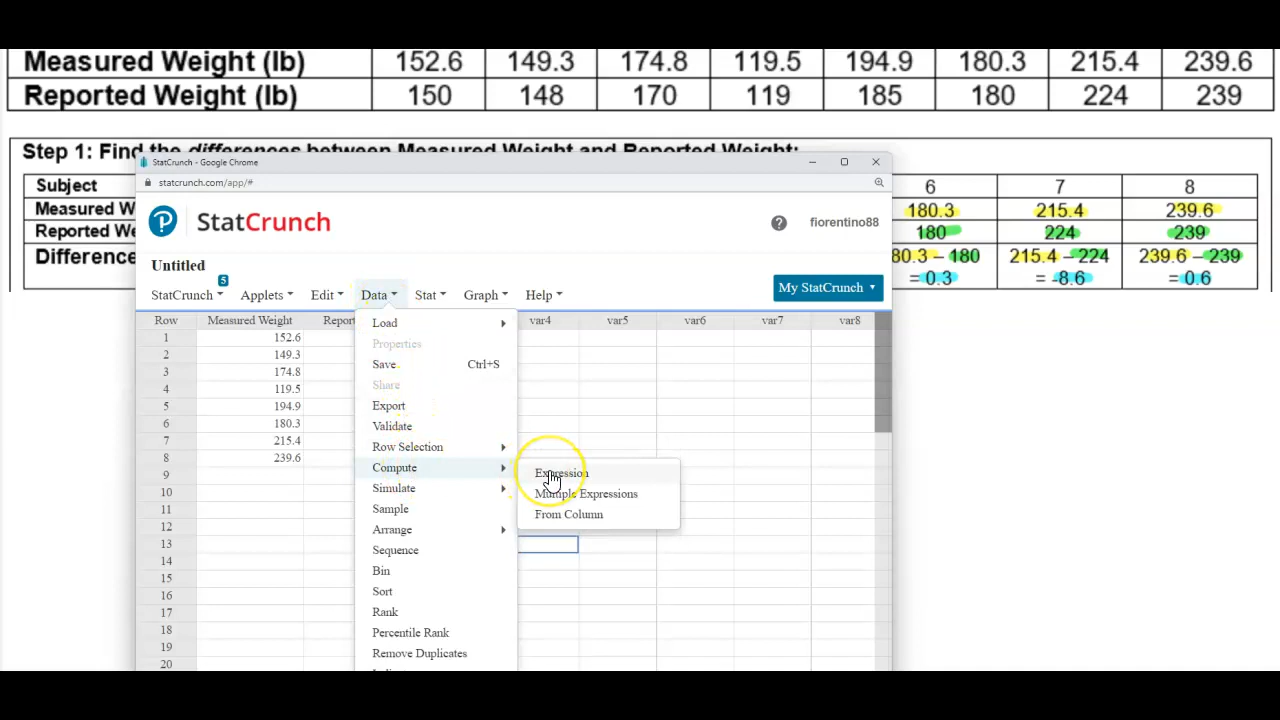 Measured Weight (lb) 152.6 149.3 174.8 119.5 194.9 180.3 215.4 239.6
Reported Weight (lb) 150 148 170 119 185 180 224 239
Step 1: Find the differences between Measured Weight and Reported Weight:
StatCrunch - Google Chrome
statcrunch.com/app/#
Subject 6 7 8
Measured W 180.3 215.4 239.6
Reported We 180 224 239
Difference 80.3 – 180 215.4 – 224 239.6 – 239
= 0.3 = -8.6 = 0.6
StatCrunch
fiorentino88
Untitled
5
StatCrunch Applets Edit Data Stat Graph Help My StatCrunch
Row Measured Weight Report var4 var5 var6 var7 var8
1 152.6
2 149.3
3 174.8
4 119.5
5 194.9
6 180.3
7 215.4
8 239.6
9
10
11
12
13
14
15
16
17
18
19
20
Load
Properties
Save Ctrl+S
Share
Export
Validate
Row Selection
Compute
Simulate
Sample
Arrange
Sequence
Bin
Sort
Rank
Percentile Rank
Remove Duplicates
Expression
Multiple Expressions
From Column